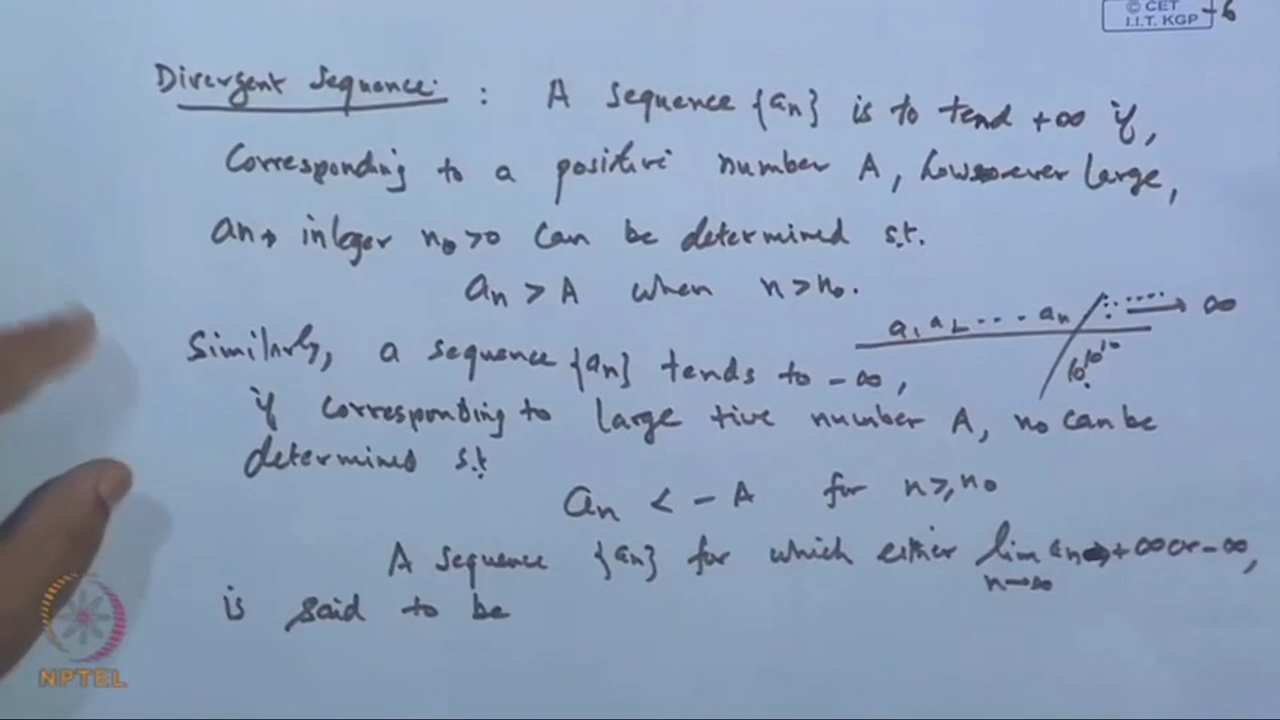 © CET
I.I.T. KGP -6
Divergent Sequence : A sequence {an} is to tend +∞ if,
Corresponding to a positive number A, howsoever large,
an integer n₀>0 can be determined s.t.
an > A when n>n₀.
a₁ a₂ ... an ∞
10^10^10
Similarly, a sequence {an} tends to -∞,
if corresponding to large +ive number A, n₀ can be
determined s.t
an < -A for n≥n₀
A sequence {an} for which either lim an → +∞ or -∞,
n→∞
is said to be
NPTEL